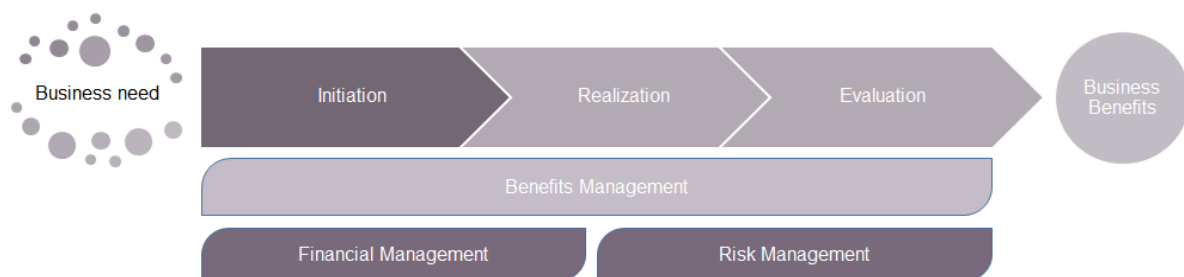 Business need
Initiation
Realization
Evaluation
Business
Benefits
Benefits Management
Financial Management
Risk Management